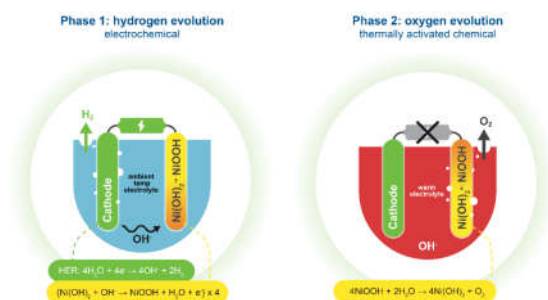 Phase 1: hydrogen evolution
electrochemical
H₂
Cathode
Ni(OH)₂ - NiOOH
ambient
temp
electrolyte
OH⁻
HER: 4H₂O + 4e⁻ → 4OH⁻ + 2H₂
{Ni(OH)₂ + OH⁻ → NiOOH + H₂O + e⁻} x 4
Phase 2: oxygen evolution
thermally activated chemical
O₂
Cathode
Ni(OH)₂ - NiOOH
warm
electrolyte
OH⁻
4NiOOH + 2H₂O → 4Ni(OH)₂ + O₂